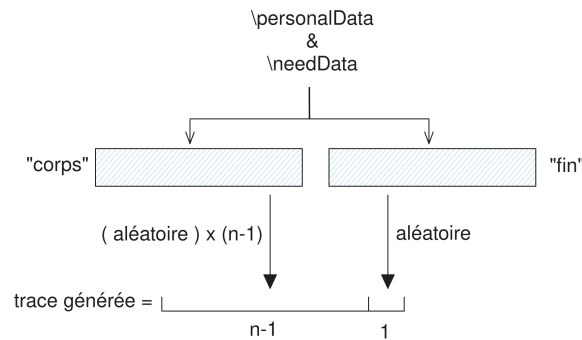 \personalData
&
\needData
"corps"
"fin"
( aléatoire ) x (n-1)
aléatoire
trace générée =
n-1
1